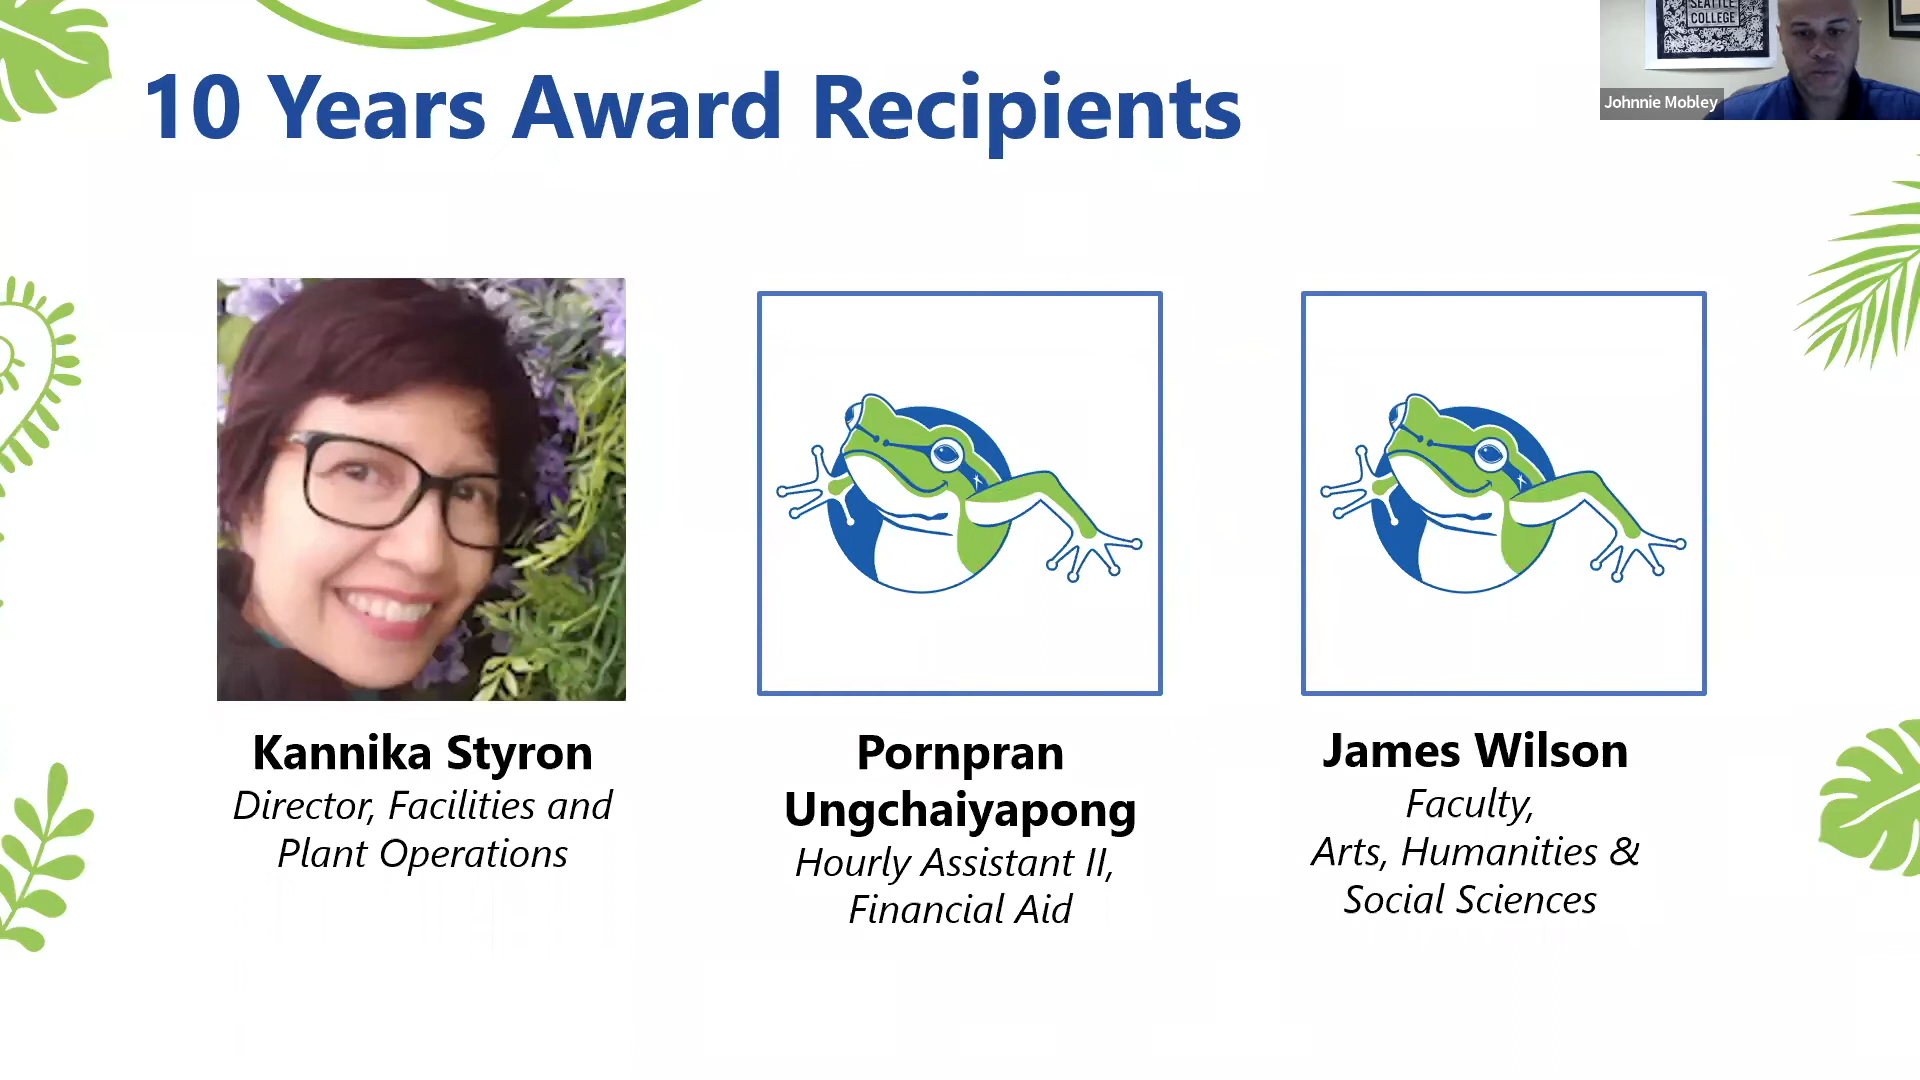 10 Years Award Recipients
SEATTLE
COLLEGE
Johnnie Mobley
Kannika Styron
Director, Facilities and
Plant Operations
Pornpran
Ungchaiyapong
Hourly Assistant II,
Financial Aid
James Wilson
Faculty,
Arts, Humanities &
Social Sciences